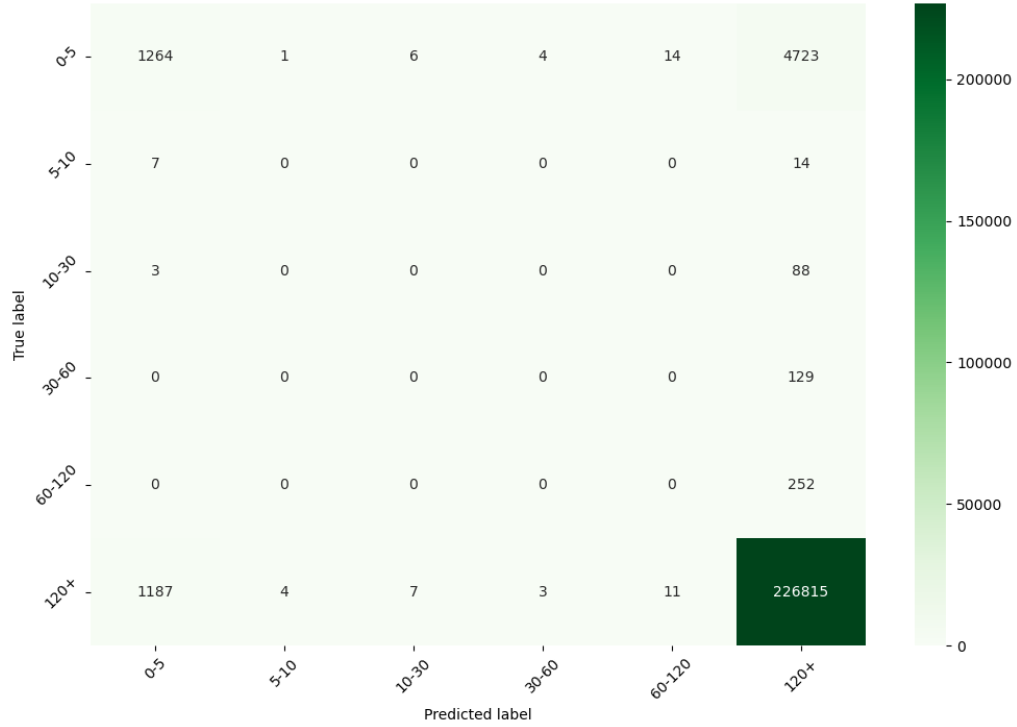 0-5 1264 1 6 4 14 4723
5-10 7 0 0 0 0 14
10-30 3 0 0 0 0 88
30-60 0 0 0 0 0 129
60-120 0 0 0 0 0 252
120+ 1187 4 7 3 11 226815
0-5 5-10 10-30 30-60 60-120 120+
Predicted label
True label
200000
150000
100000
50000
0